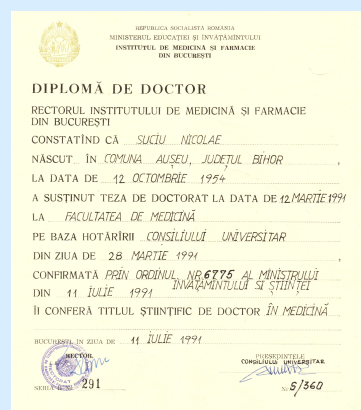 REPUBLICA SOCIALISTĂ ROMÂNIA
MINISTERUL EDUCAȚIEI ȘI ÎNVĂȚĂMÎNTULUI
INSTITUTUL DE MEDICINĂ ȘI FARMACIE
DIN BUCUREȘTI
DIPLOMĂ DE DOCTOR
RECTORUL INSTITUTULUI DE MEDICINĂ ȘI FARMACIE
DIN BUCUREȘTI
CONSTATÎND CĂ SUCIU NICOLAE
NĂSCUT ÎN COMUNA AUȘEU, JUDEȚUL BIHOR ,
LA DATA DE 12 OCTOMBRIE 1954
A SUSȚINUT TEZA DE DOCTORAT LA DATA DE 12 MARTIE 1991
LA FACULTATEA DE MEDICINĂ
PE BAZA HOTĂRÎRII CONSILIULUI UNIVERSITAR
DIN ZIUA DE 28 MARTIE 1991 ,
CONFIRMATĂ PRIN ORDINUL NR. 6775 AL MINISTRULUI
ÎNVĂȚĂMÎNTULUI ȘI ȘTIINȚEI
DIN 11 IULIE 1991
ÎI CONFERĂ TITLUL ȘTIINȚIFIC DE DOCTOR ÎN MEDICINĂ
BUCUREȘTI, ÎN ZIUA DE 11 IULIE 1991
RECTOR
PREȘEDINTELE
CONSILIULUI UNIVERSITAR
SERIA 291
Nr. 5/360